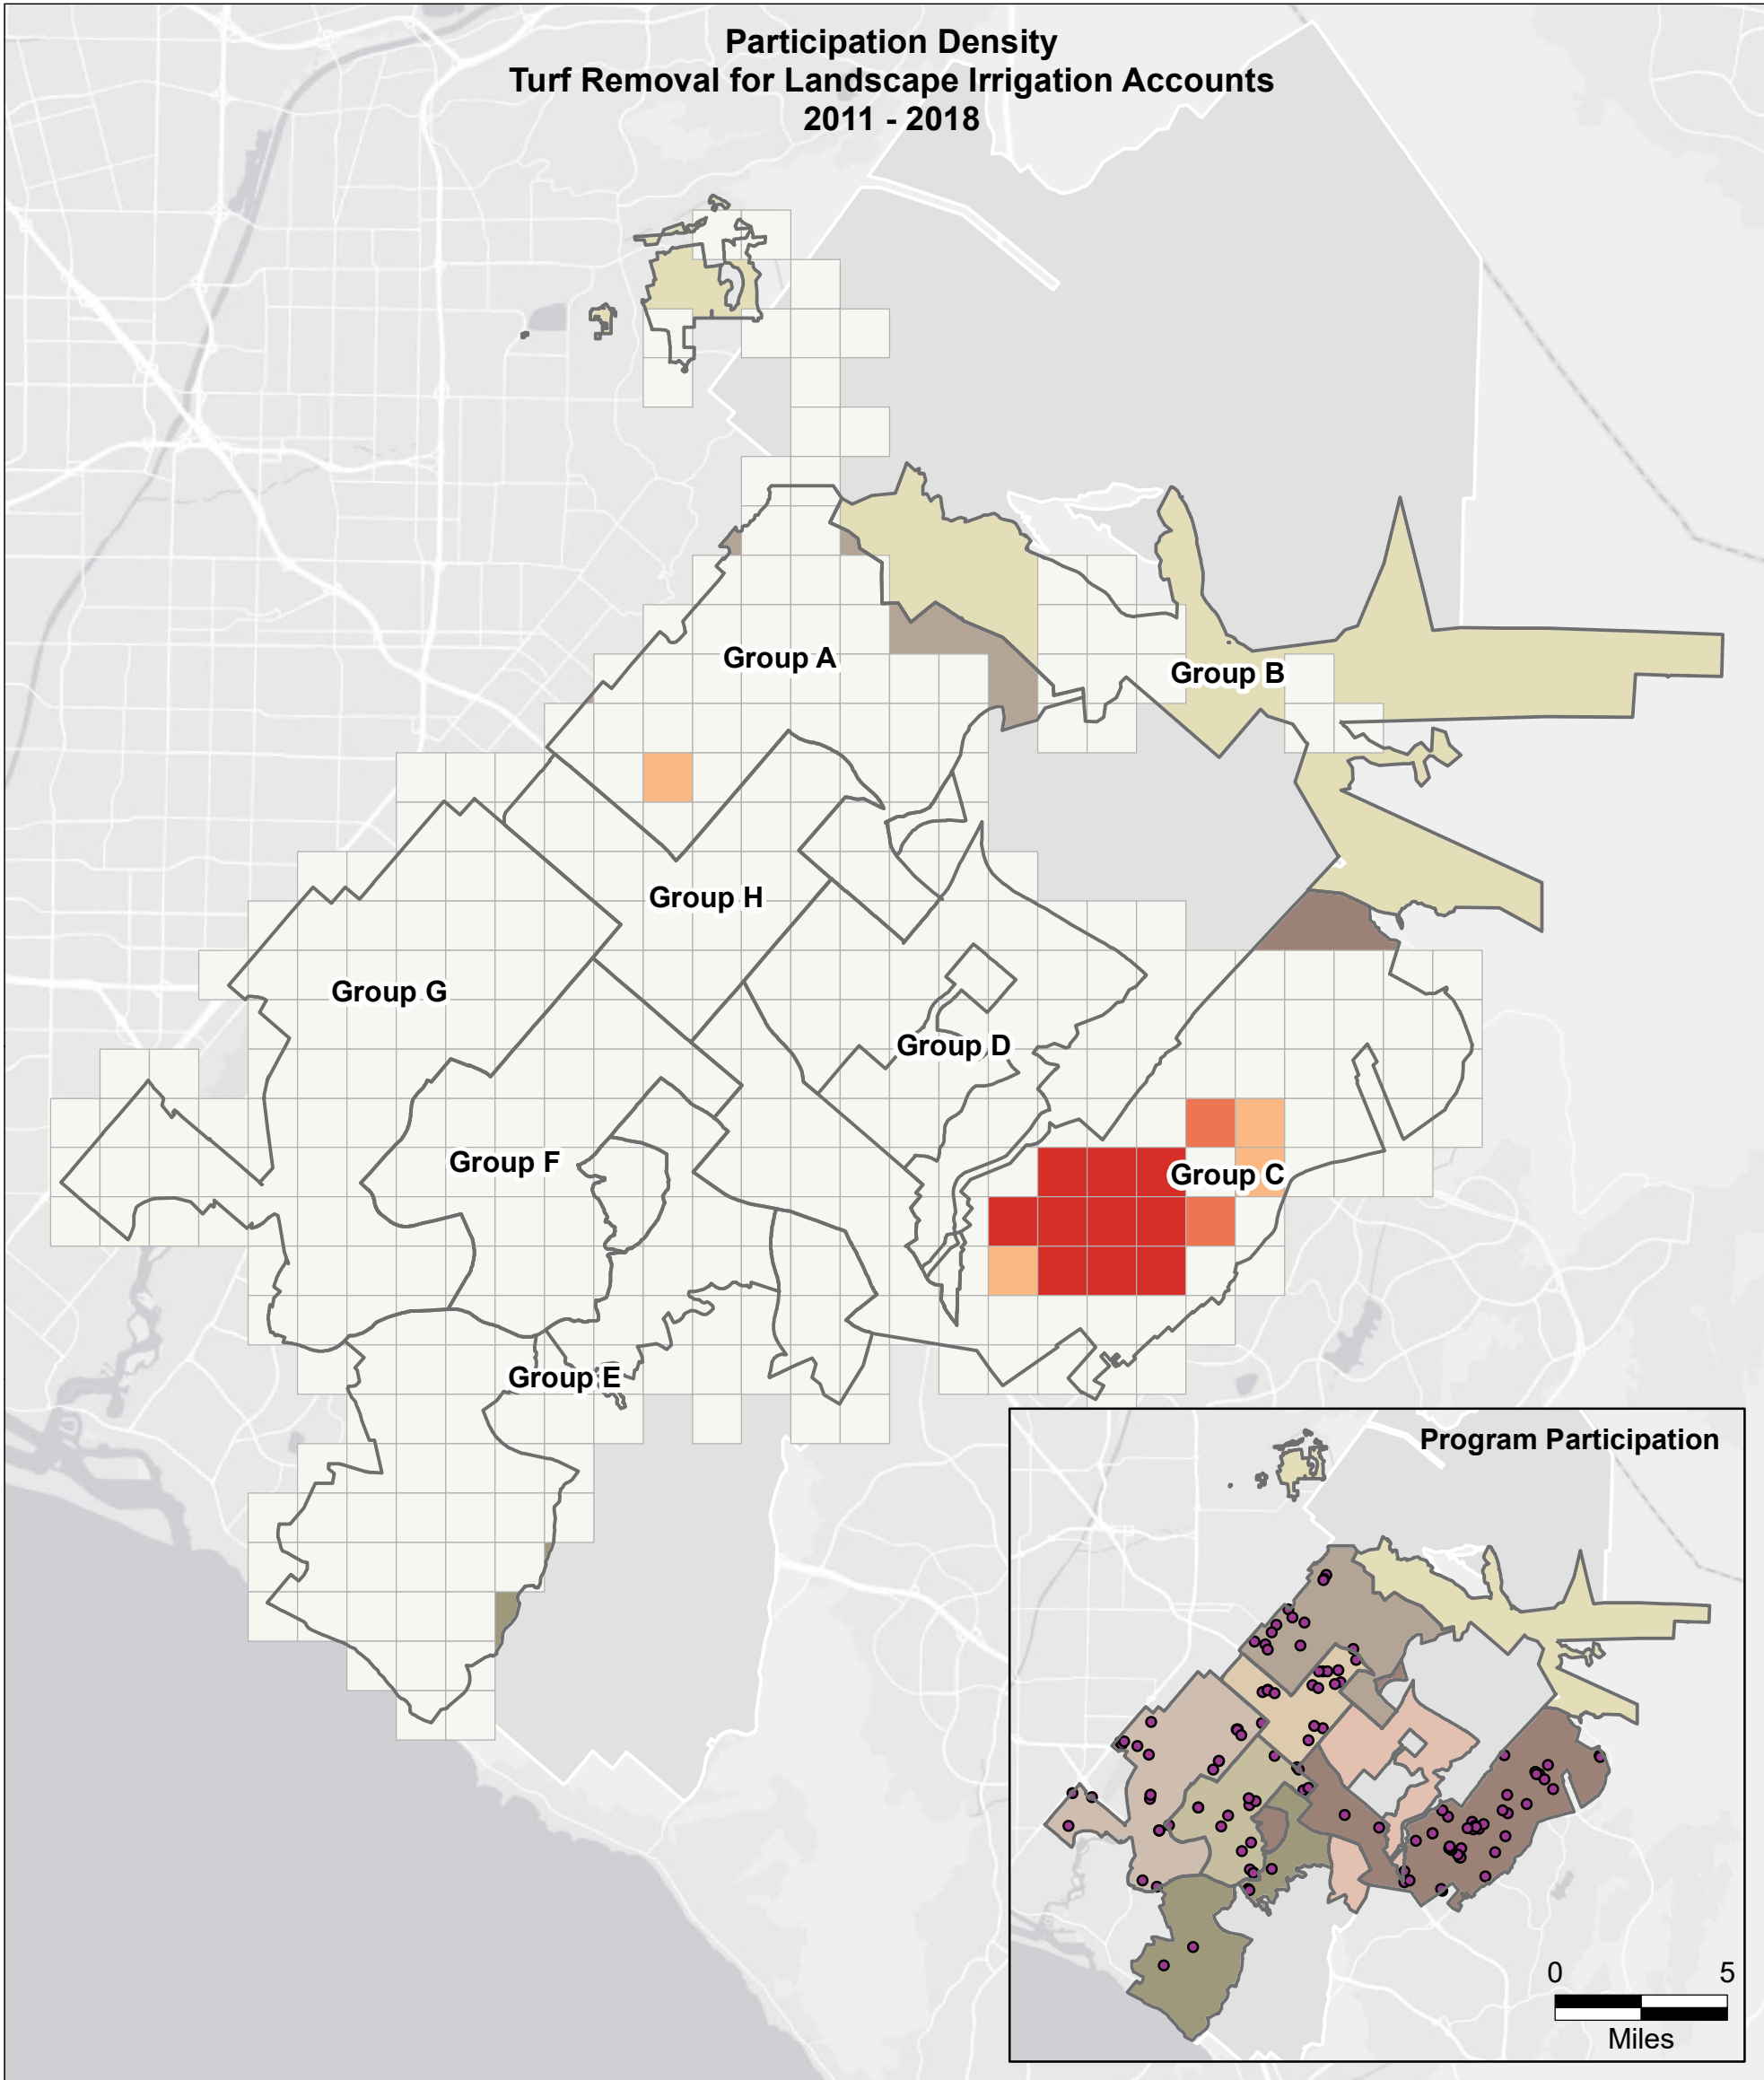 Participation Density
Turf Removal for Landscape Irrigation Accounts
2011 - 2018
Group A
Group B
Group H
Group G
Group D
Group F
Group C
Group E
Program Participation
0 5
Miles